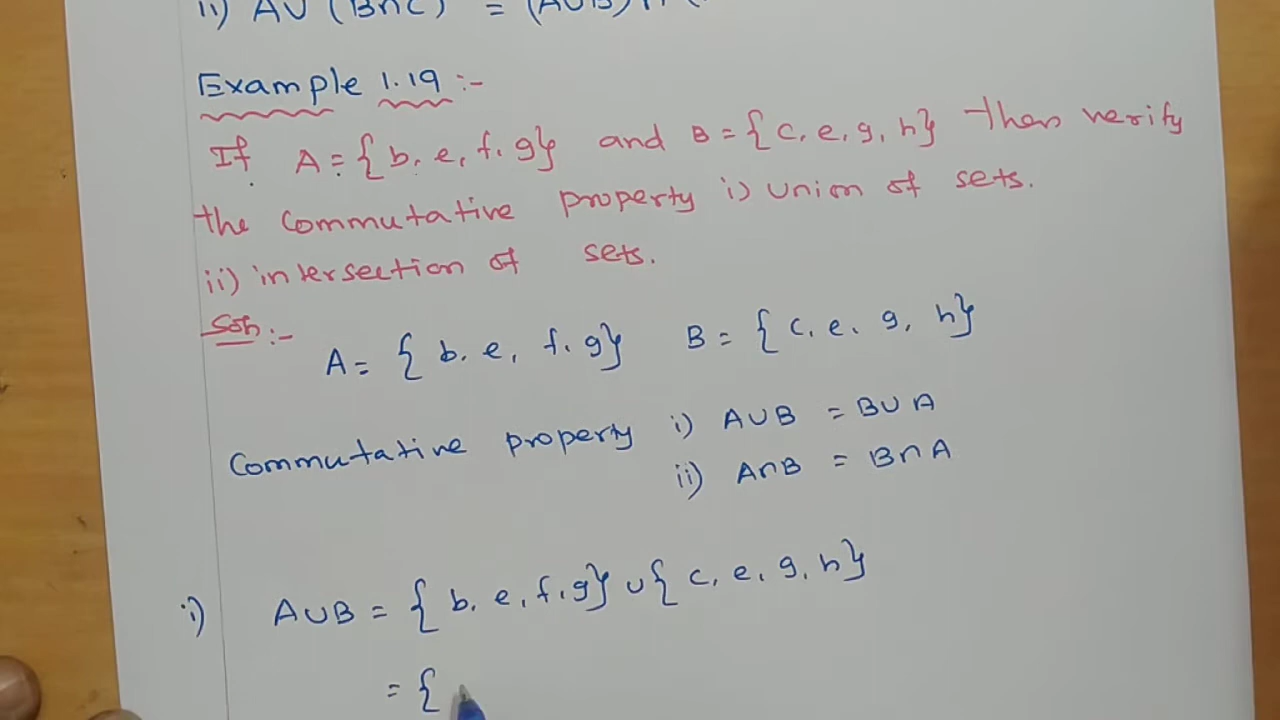 ii) A∪(B∩C) = (A∪B)∩(
Example 1.19 :-
If A = {b, e, f, g} and B = {c, e, g, h} then verify
the commutative property i) union of sets.
ii) intersection of sets.
Soln :-
A = {b, e, f, g} B = {c, e, g, h}
Commutative property i) A∪B = B∪A
ii) A∩B = B∩A
i) A∪B = {b, e, f, g} ∪ {c, e, g, h}
= {